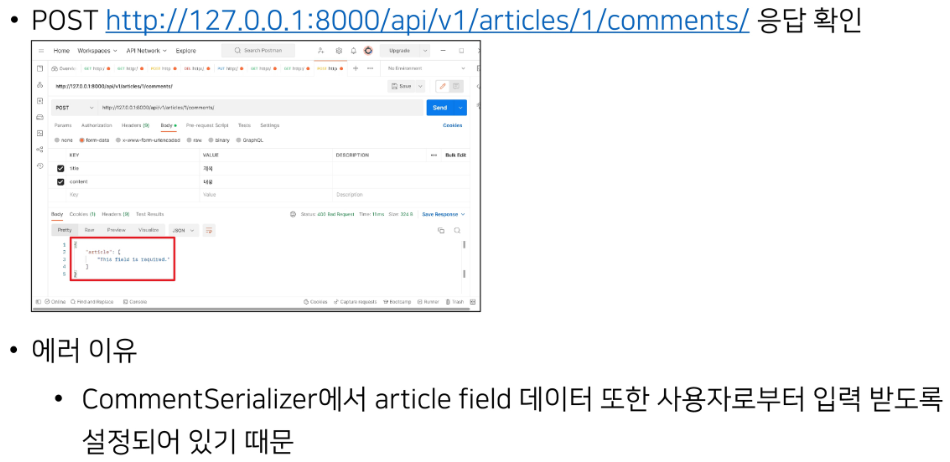 • POST http://127.0.0.1:8000/api/v1/articles/1/comments/ 응답 확인
Home Workspaces API Network Explore Search Postman Upgrade
No Environment
http://127.0.0.1:8000/api/v1/articles/1/comments/ Save
POST http://127.0.0.1:8000/api/v1/articles/1/comments/ Send
Params Authorization Headers (9) Body Pre-request Script Tests Settings Cookies
none form-data x-www-form-urlencoded raw binary GraphQL
KEY VALUE DESCRIPTION Bulk Edit
title 제목
content 내용
Key Value Description
Body Cookies (1) Headers (9) Test Results Status: 400 Bad Request Save Response
Pretty Raw Preview Visualize JSON
1 {
2 "article": [
3 "This field is required."
4 ]
5 }
Online Find and Replace Console Cookies Capture requests Bootcamp Runner Trash
• 에러 이유
• CommentSerializer에서 article field 데이터 또한 사용자로부터 입력 받도록
설정되어 있기 때문